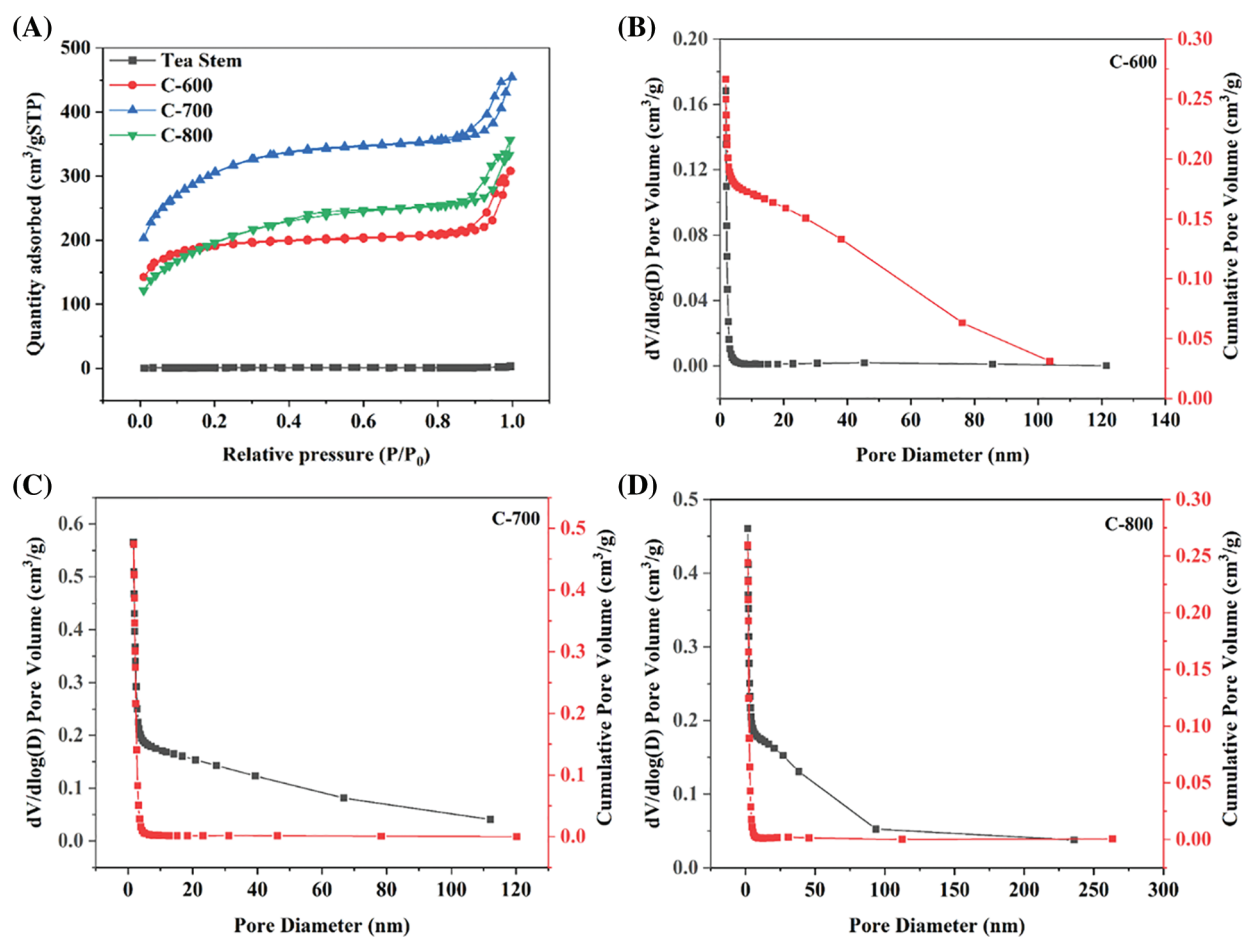 (A)
500
400
300
200
100
0
Quantity adsorbed (cm³/gSTP)
Tea Stem
C-600
C-700
C-800
0.0 0.2 0.4 0.6 0.8 1.0
Relative pressure (P/P₀)
(B)
0.20
0.16
0.12
0.08
0.04
0.00
dV/dlog(D) Pore Volume (cm³/g)
C-600
0.30
0.25
0.20
0.15
0.10
0.05
0.00
Cumulative Pore Volume (cm³/g)
0 20 40 60 80 100 120 140
Pore Diameter (nm)
(C)
0.6
0.5
0.4
0.3
0.2
0.1
0.0
dV/dlog(D) Pore Volume (cm³/g)
C-700
0.5
0.4
0.3
0.2
0.1
0.0
Cumulative Pore Volume (cm³/g)
0 20 40 60 80 100 120
Pore Diameter (nm)
(D)
0.5
0.4
0.3
0.2
0.1
0.0
dV/dlog(D) Pore Volume (cm³/g)
C-800
0.30
0.25
0.20
0.15
0.10
0.05
0.00
Cumulative Pore Volume (cm³/g)
0 50 100 150 200 250 300
Pore Diameter (nm)